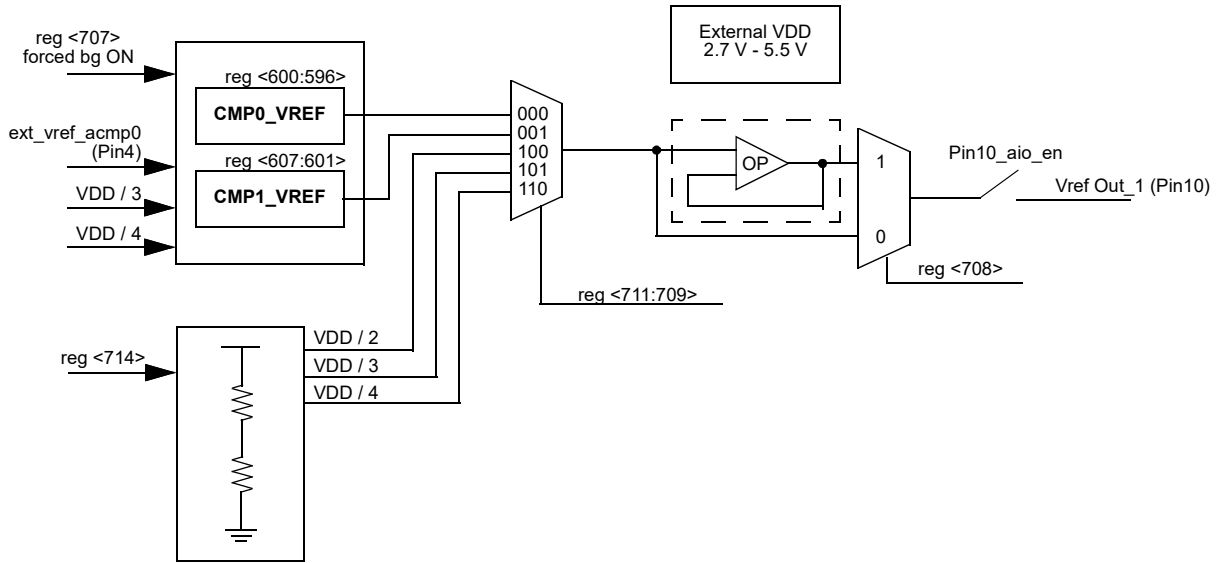 reg <707>
forced bg ON
External VDD
2.7 V - 5.5 V
reg <600:596>
CMP0_VREF
ext_vref_acmp0
(Pin4)
reg <607:601>
CMP1_VREF
VDD / 3
VDD / 4
000
001
100
101
110
OP
1
0
Pin10_aio_en
Vref Out_1 (Pin10)
reg <708>
reg <711:709>
reg <714>
VDD / 2
VDD / 3
VDD / 4